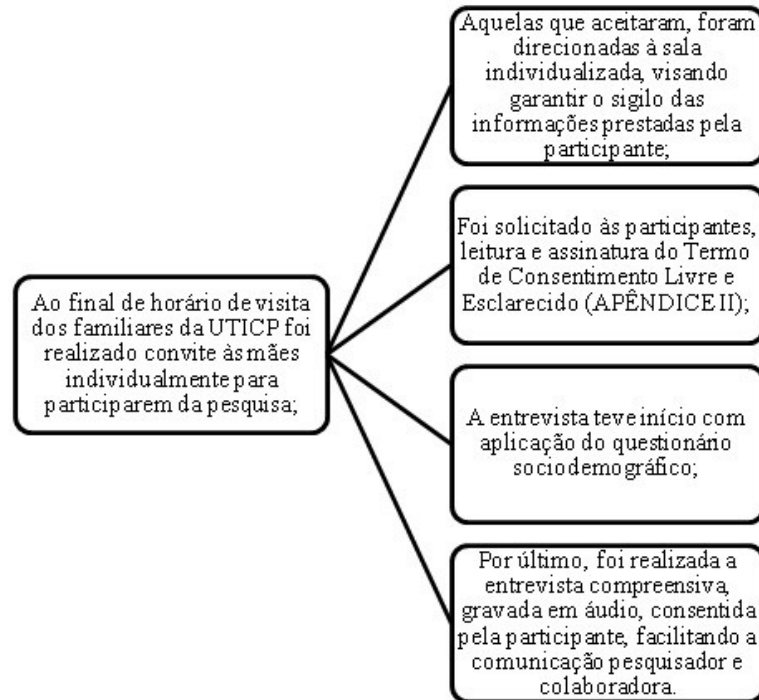 Ao final de horário de visita
dos familiares da UTICP foi
realizado convite às mães
individualmente para
participarem da pesquisa;
Aquelas que aceitaram, foram
direcionadas à sala
individualizada, visando
garantir o sigilo das
informações prestadas pela
participante;
Foi solicitado às participantes,
leitura e assinatura do Termo
de Consentimento Livre e
Esclarecido (APÊNDICE II);
A entrevista teve início com
aplicação do questionário
sociodemográfico;
Por último, foi realizada a
entrevista compreensiva,
gravada em áudio, consentida
pela participante, facilitando a
comunicação pesquisador e
colaboradora.